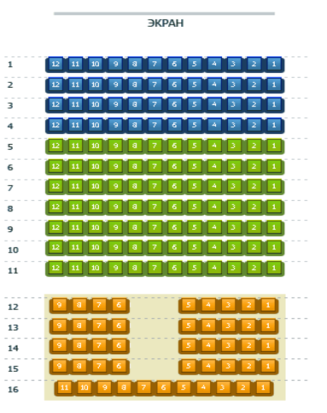 ЭКРАН
1 12 11 10 9 8 7 6 5 4 3 2 1
2 12 11 10 9 8 7 6 5 4 3 2 1
3 12 11 10 9 8 7 6 5 4 3 2 1
4 12 11 10 9 8 7 6 5 4 3 2 1
5 12 11 10 9 8 7 6 5 4 3 2 1
6 12 11 10 9 8 7 6 5 4 3 2 1
7 12 11 10 9 8 7 6 5 4 3 2 1
8 12 11 10 9 8 7 6 5 4 3 2 1
9 12 11 10 9 8 7 6 5 4 3 2 1
10 12 11 10 9 8 7 6 5 4 3 2 1
11 12 11 10 9 8 7 6 5 4 3 2 1
12 9 8 7 6 5 4 3 2 1
13 9 8 7 6 5 4 3 2 1
14 9 8 7 6 5 4 3 2 1
15 9 8 7 6 5 4 3 2 1
16 11 10 9 8 7 6 5 4 3 2 1